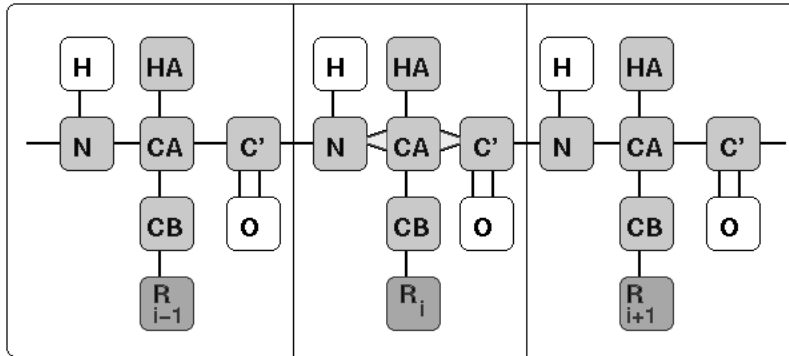 H HA H HA H HA
N CA C' N CA C' N CA C'
CB O CB O CB O
R i−1 R i R i+1